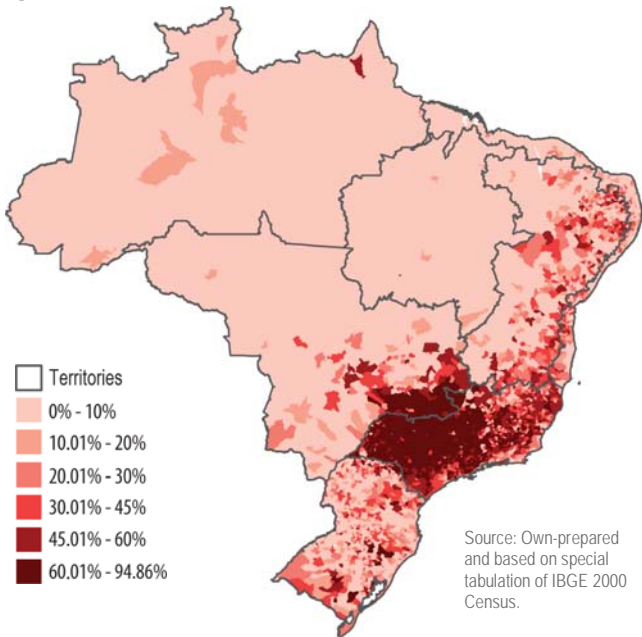 Territories
0% - 10%
10.01% - 20%
20.01% - 30%
30.01% - 45%
45.01% - 60%
60.01% - 94.86%
Source: Own-prepared
and based on special
tabulation of IBGE 2000
Census.